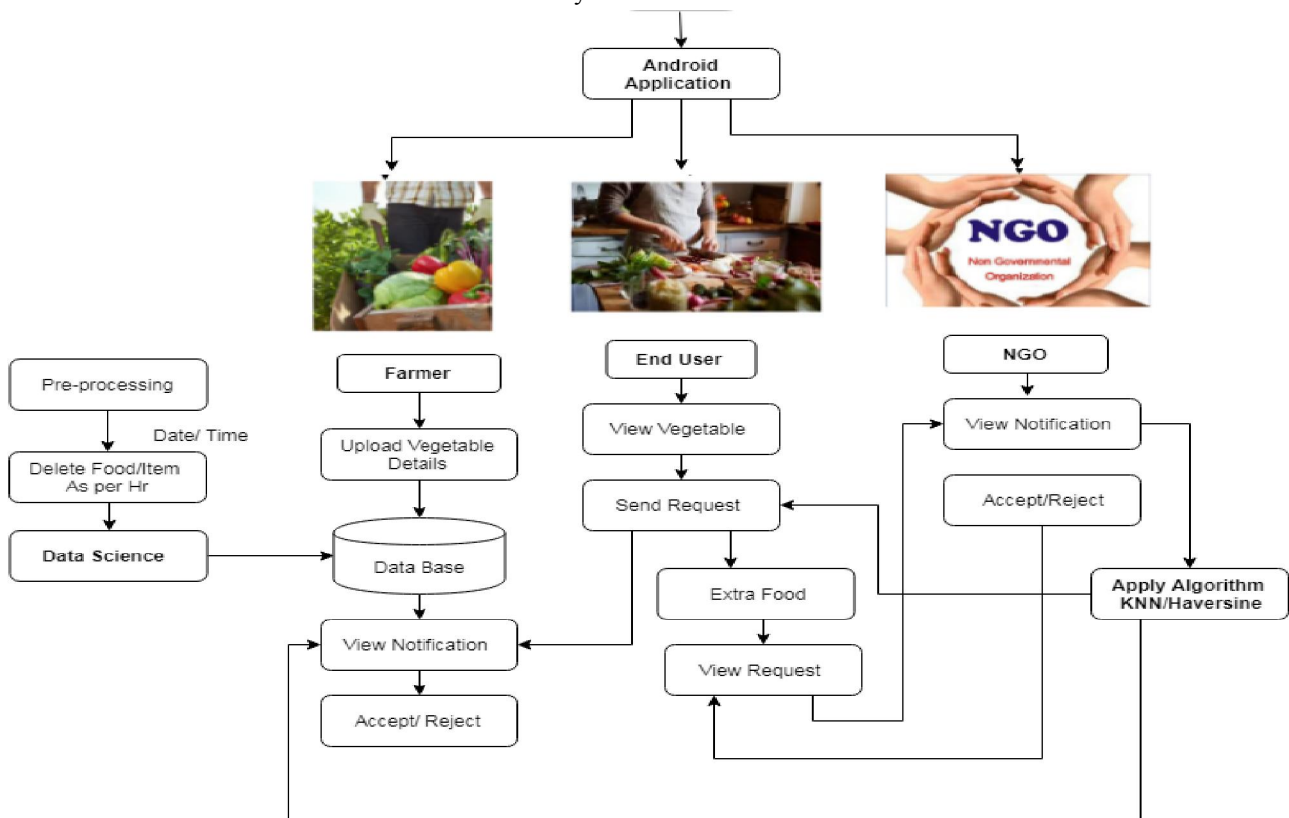 Android
Application
NGO
Non Governmental
Organization
Pre-processing
Date/ Time
Delete Food/Item
As per Hr
Data Science
Farmer
Upload Vegetable
Details
Data Base
View Notification
Accept/ Reject
End User
View Vegetable
Send Request
Extra Food
View Request
NGO
View Notification
Accept/Reject
Apply Algorithm
KNN/Haversine